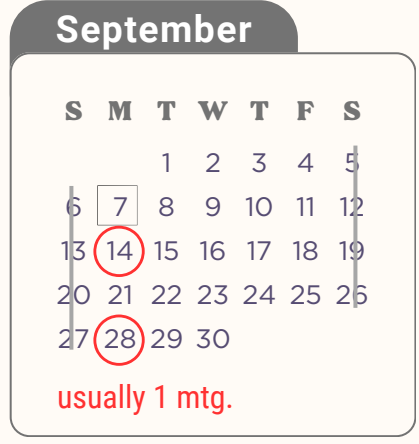 September
S M T W T F S
1 2 3 4 5
6 7 8 9 10 11 12
13 14 15 16 17 18 19
20 21 22 23 24 25 26
27 28 29 30
usually 1 mtg.